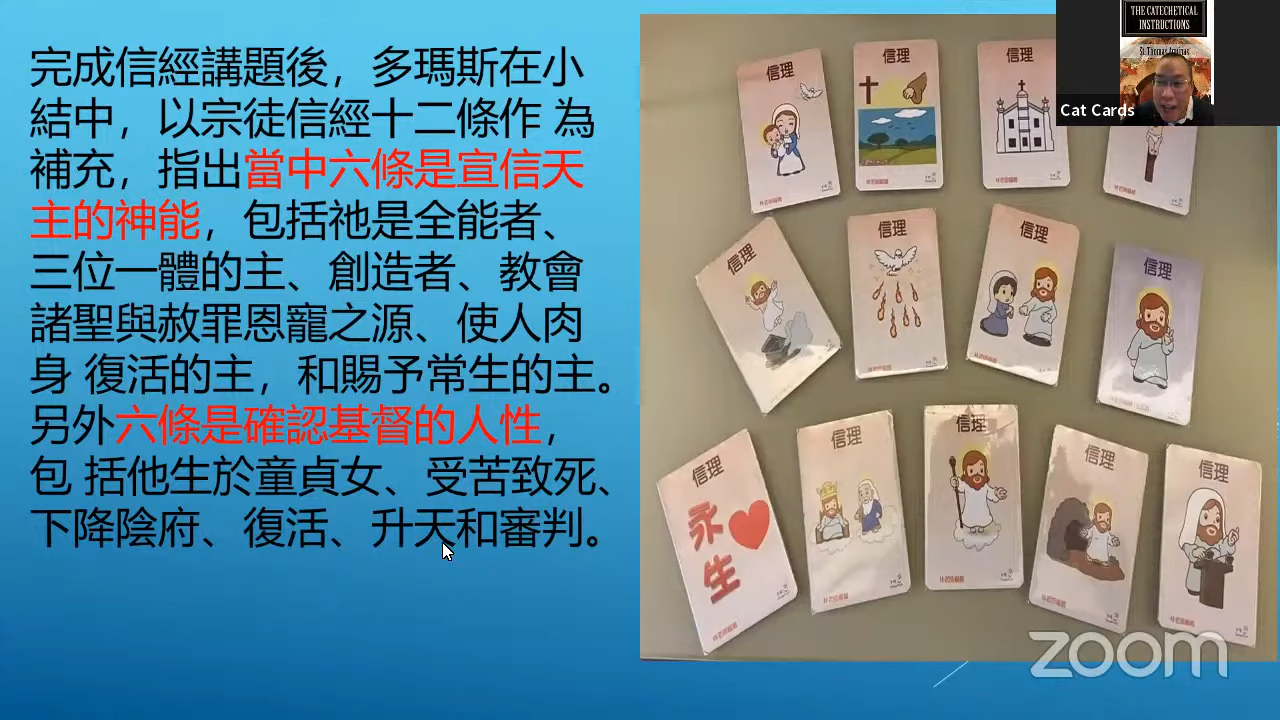 完成信經講題後，多瑪斯在小
結中，以宗徒信經十二條作 為
補充，指出當中六條是宣信天
主的神能，包括祂是全能者、
三位一體的主、創造者、教會
諸聖與赦罪恩寵之源、使人肉
身 復活的主，和賜予常生的主。
另外六條是確認基督的人性，
包 括他生於童貞女、受苦致死、
下降陰府、復活、升天和審判。
信理
信理
信理
信理
信理
信理
信理
信理
永生
信理
信理
信理
信理
THE CATECHETICAL
INSTRUCTIONS
St. Thomas Aquinas
Cat Cards
zoom